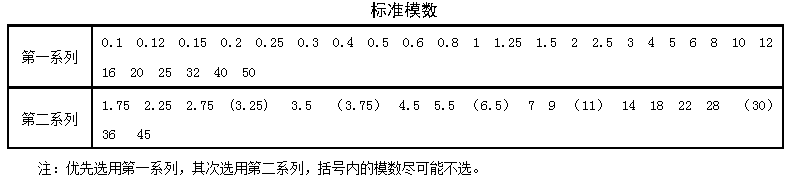 标准模数
第一系列
0.1 0.12 0.15 0.2 0.25 0.3 0.4 0.5 0.6 0.8 1 1.25 1.5 2 2.5 3 4 5 6 8 10 12
16 20 25 32 40 50
第二系列
1.75 2.25 2.75 (3.25) 3.5 (3.75) 4.5 5.5 (6.5) 7 9 (11) 14 18 22 28 (30)
36 45
注：优先选用第一系列，其次选用第二系列，括号内的模数尽可能不选。